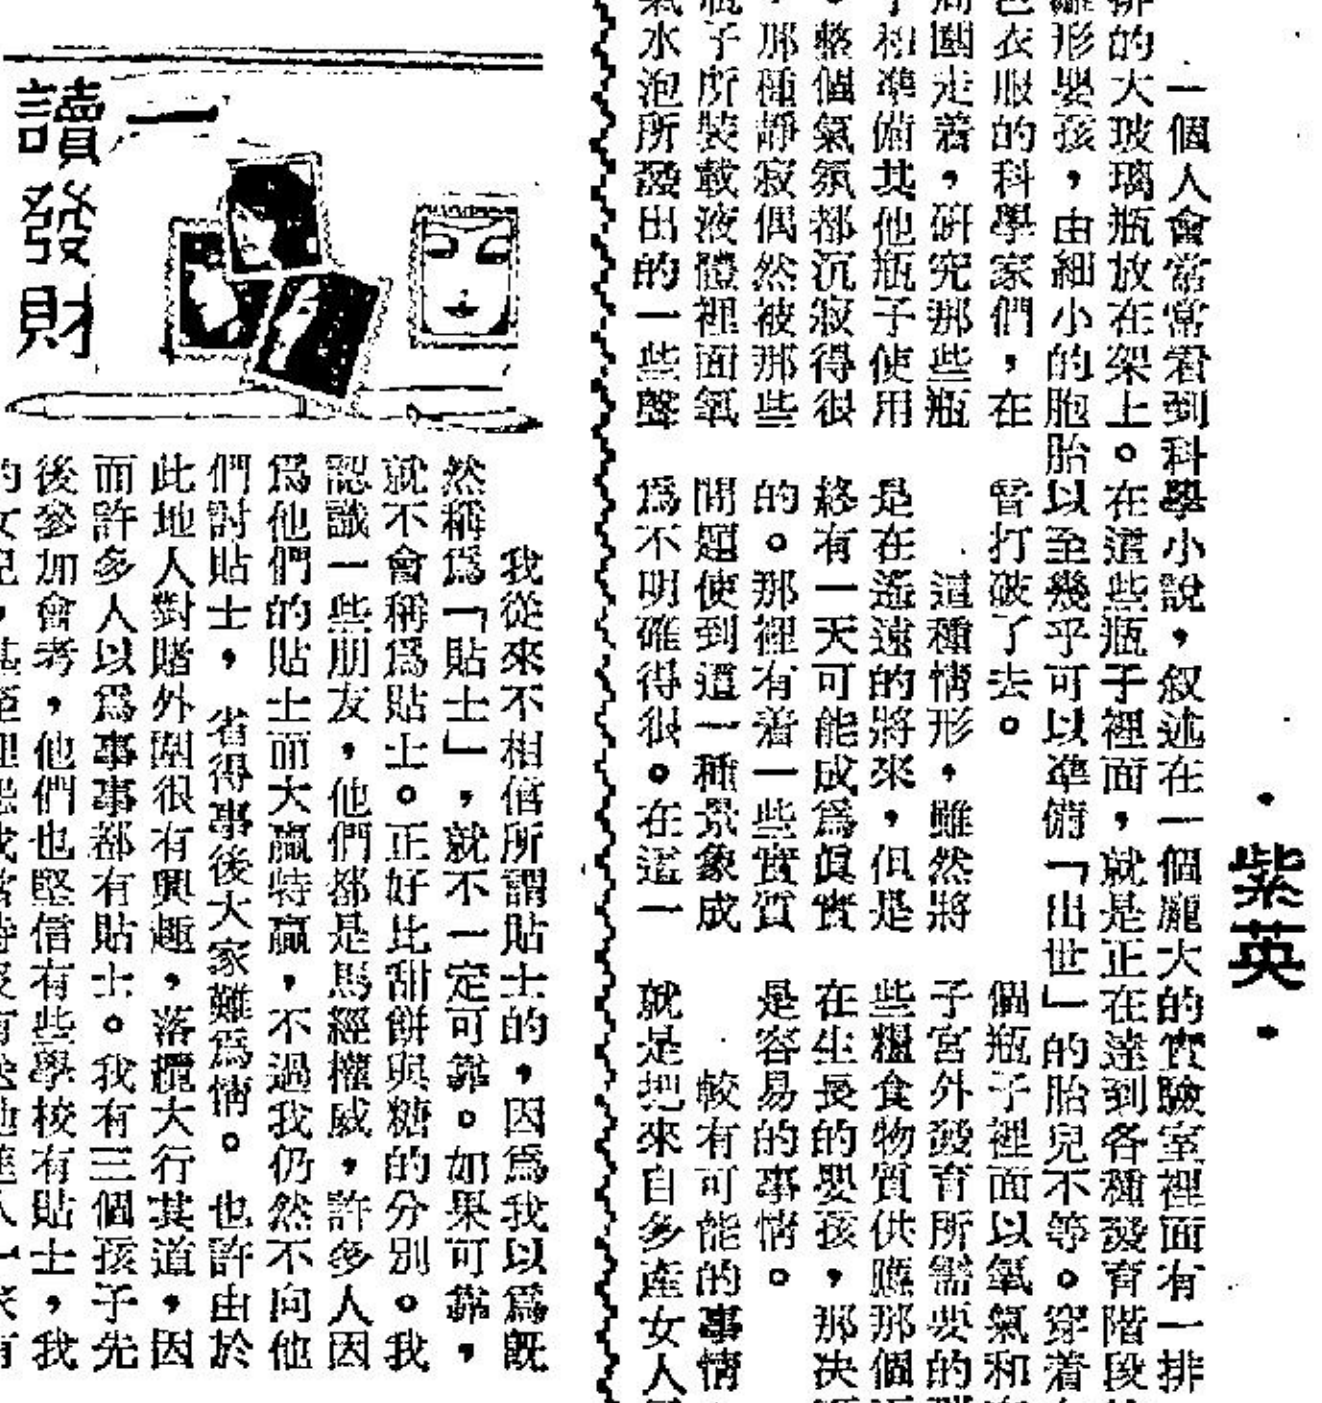 ・紫英・
一個人會常常看到科學小說，叙述在一個龐大的實驗室裡面有一排
排的大玻璃瓶放在架上。在這些瓶子裡面，就是正在達到各種發育階段
雛形嬰孩，由細小的胞胎以至幾乎可以準備「出世」的胎兒不等。穿着
色衣服的科學家們，在
周圍走着，研究那些瓶
子和準備其他瓶子使用
。整個氣氛都沉寂得很
，那種靜寂偶然被那些
瓶子所裝載液體裡面氧
氣水泡所發出的一些聲
音打破了去。
這種情形，雖然將
是在遙遠的將來，但是
終有一天可能成爲眞實
的。那裡有着一些實質
問題使到這一種景象成
爲不明確得很。在這一
個瓶子裡面以氧氣和
子宮外發育所需要的
些糧食物質供應那個
在生長的嬰孩，那决
是容易的事情。
較有可能的事情
就是把來自多產女人
一
讀發財
我從來不相信所謂貼士的，因爲我以爲既
然稱爲「貼士」，就不一定可靠。如果可靠，
就不會稱爲貼士。正好比甜餅與糖的分別。我
認識一些朋友，他們都是馬經權威，許多人因
爲他們的貼士而大贏特贏，不過我仍然不向他
們討貼士，省得事後大家難爲情。也許由於
此地人對賭外圍很有興趣，落攬大行其道，因
而許多人以爲事事都有貼士。我有三個孩子先
後參加會考，他們也堅信有些學校有貼士，我